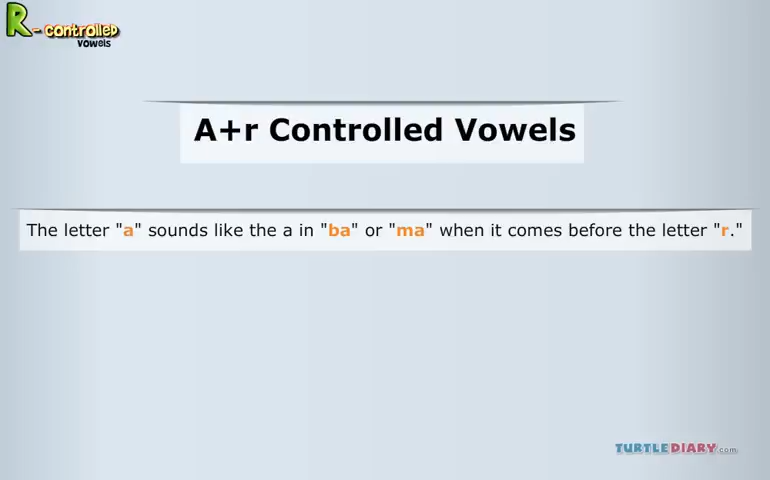 R - controlled
vowels
A+r Controlled Vowels
The letter "a" sounds like the a in "ba" or "ma" when it comes before the letter "r."
TURTLEDIARY.com